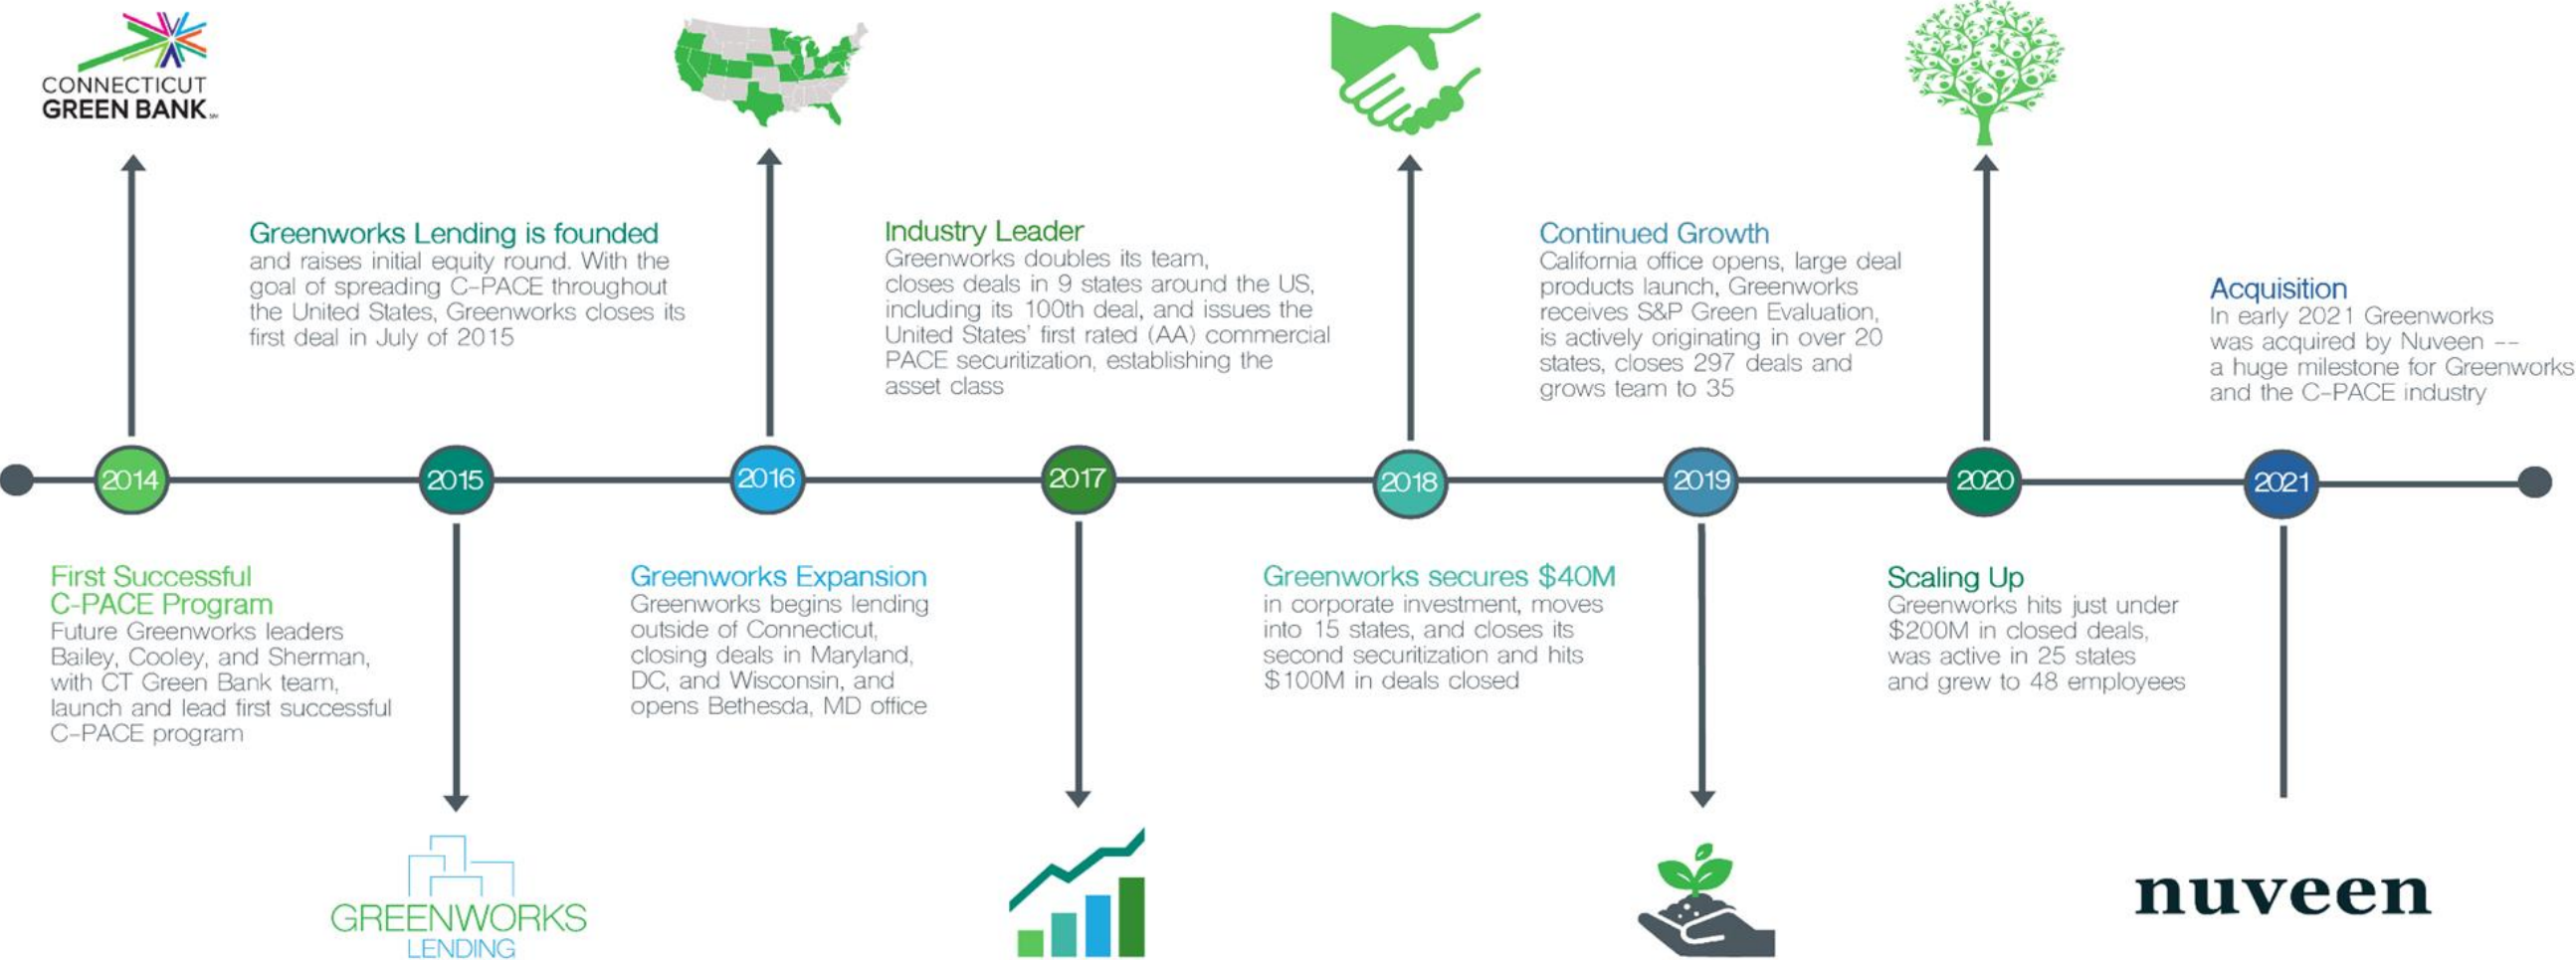 CONNECTICUT
GREEN BANK
2014
First Successful
C-PACE Program
Future Greenworks leaders
Bailey, Cooley, and Sherman,
with CT Green Bank team,
launch and lead first successful
C-PACE program
Greenworks Lending is founded
and raises initial equity round. With the
goal of spreading C-PACE throughout
the United States, Greenworks closes its
first deal in July of 2015
2015
GREENWORKS
LENDING
2016
Greenworks Expansion
Greenworks begins lending
outside of Connecticut,
closing deals in Maryland,
DC, and Wisconsin, and
opens Bethesda, MD office
Industry Leader
Greenworks doubles its team,
closes deals in 9 states around the US,
including its 100th deal, and issues the
United States' first rated (AA) commercial
PACE securitization, establishing the
asset class
2017
2018
Greenworks secures $40M
in corporate investment, moves
into 15 states, and closes its
second securitization and hits
$100M in deals closed
Continued Growth
California office opens, large deal
products launch, Greenworks
receives S&P Green Evaluation,
is actively originating in over 20
states, closes 297 deals and
grows team to 35
2019
2020
Scaling Up
Greenworks hits just under
$200M in closed deals,
was active in 25 states
and grew to 48 employees
Acquisition
In early 2021 Greenworks
was acquired by Nuveen --
a huge milestone for Greenworks
and the C-PACE industry
2021
nuveen